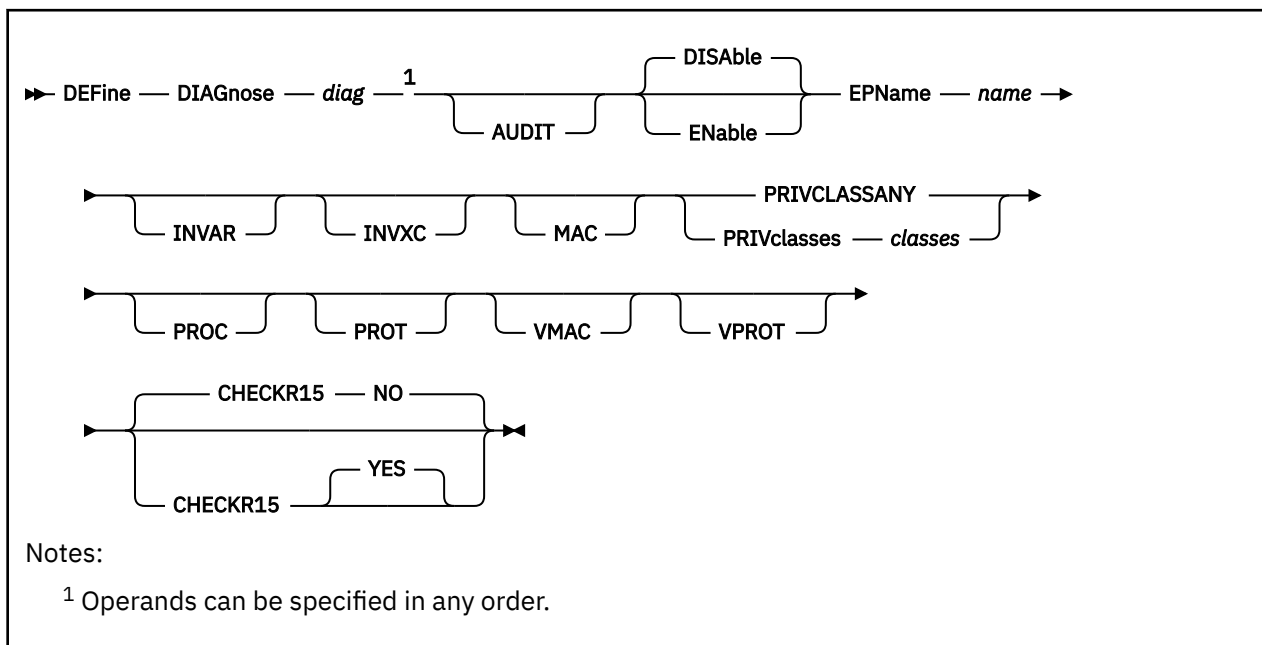 DISAble
DEFine DIAGnose diag 1 EPName name
AUDIT ENable
PRIVCLASSANY
INVAR INVXC MAC PRIVclasses classes
PROC PROT VMAC VPROT
CHECKR15 NO
YES
CHECKR15
Notes:
1 Operands can be specified in any order.